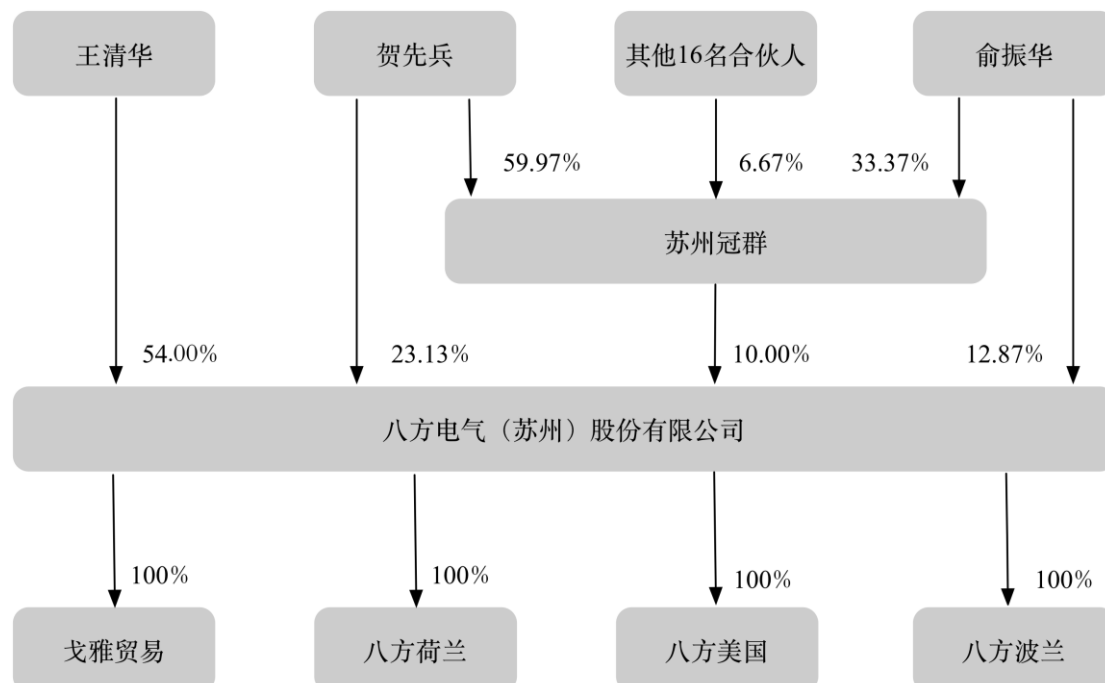 王清华
贺先兵
其他16名合伙人
俞振华
59.97%
6.67%
33.37%
苏州冠群
54.00%
23.13%
10.00%
12.87%
八方电气（苏州）股份有限公司
100%
100%
100%
100%
戈雅贸易
八方荷兰
八方美国
八方波兰